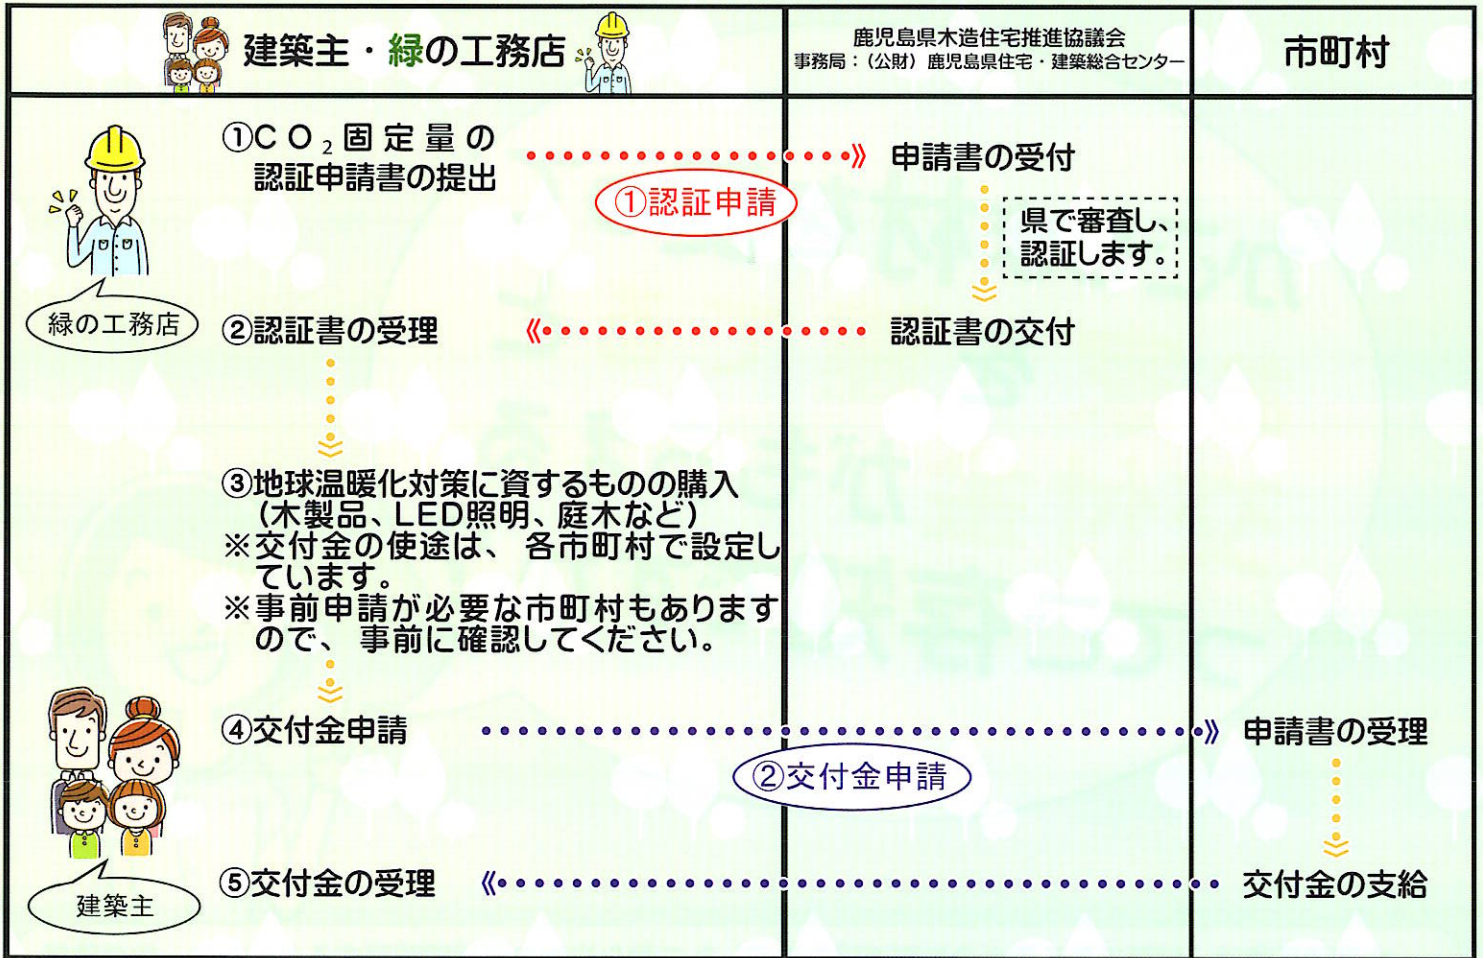 建築主・緑の工務店
鹿児島県木造住宅推進協議会
事務局：（公財）鹿児島県住宅・建築総合センター
市町村
①CO₂固定量の
認証申請書の提出
①認証申請
申請書の受付
県で審査し、
認証します。
緑の工務店
②認証書の受理
認証書の交付
③地球温暖化対策に資するものの購入
（木製品、LED照明、庭木など）
※交付金の使途は、各市町村で設定し
ています。
※事前申請が必要な市町村もあります
ので、事前に確認してください。
④交付金申請
②交付金申請
申請書の受理
建築主
⑤交付金の受理
交付金の支給